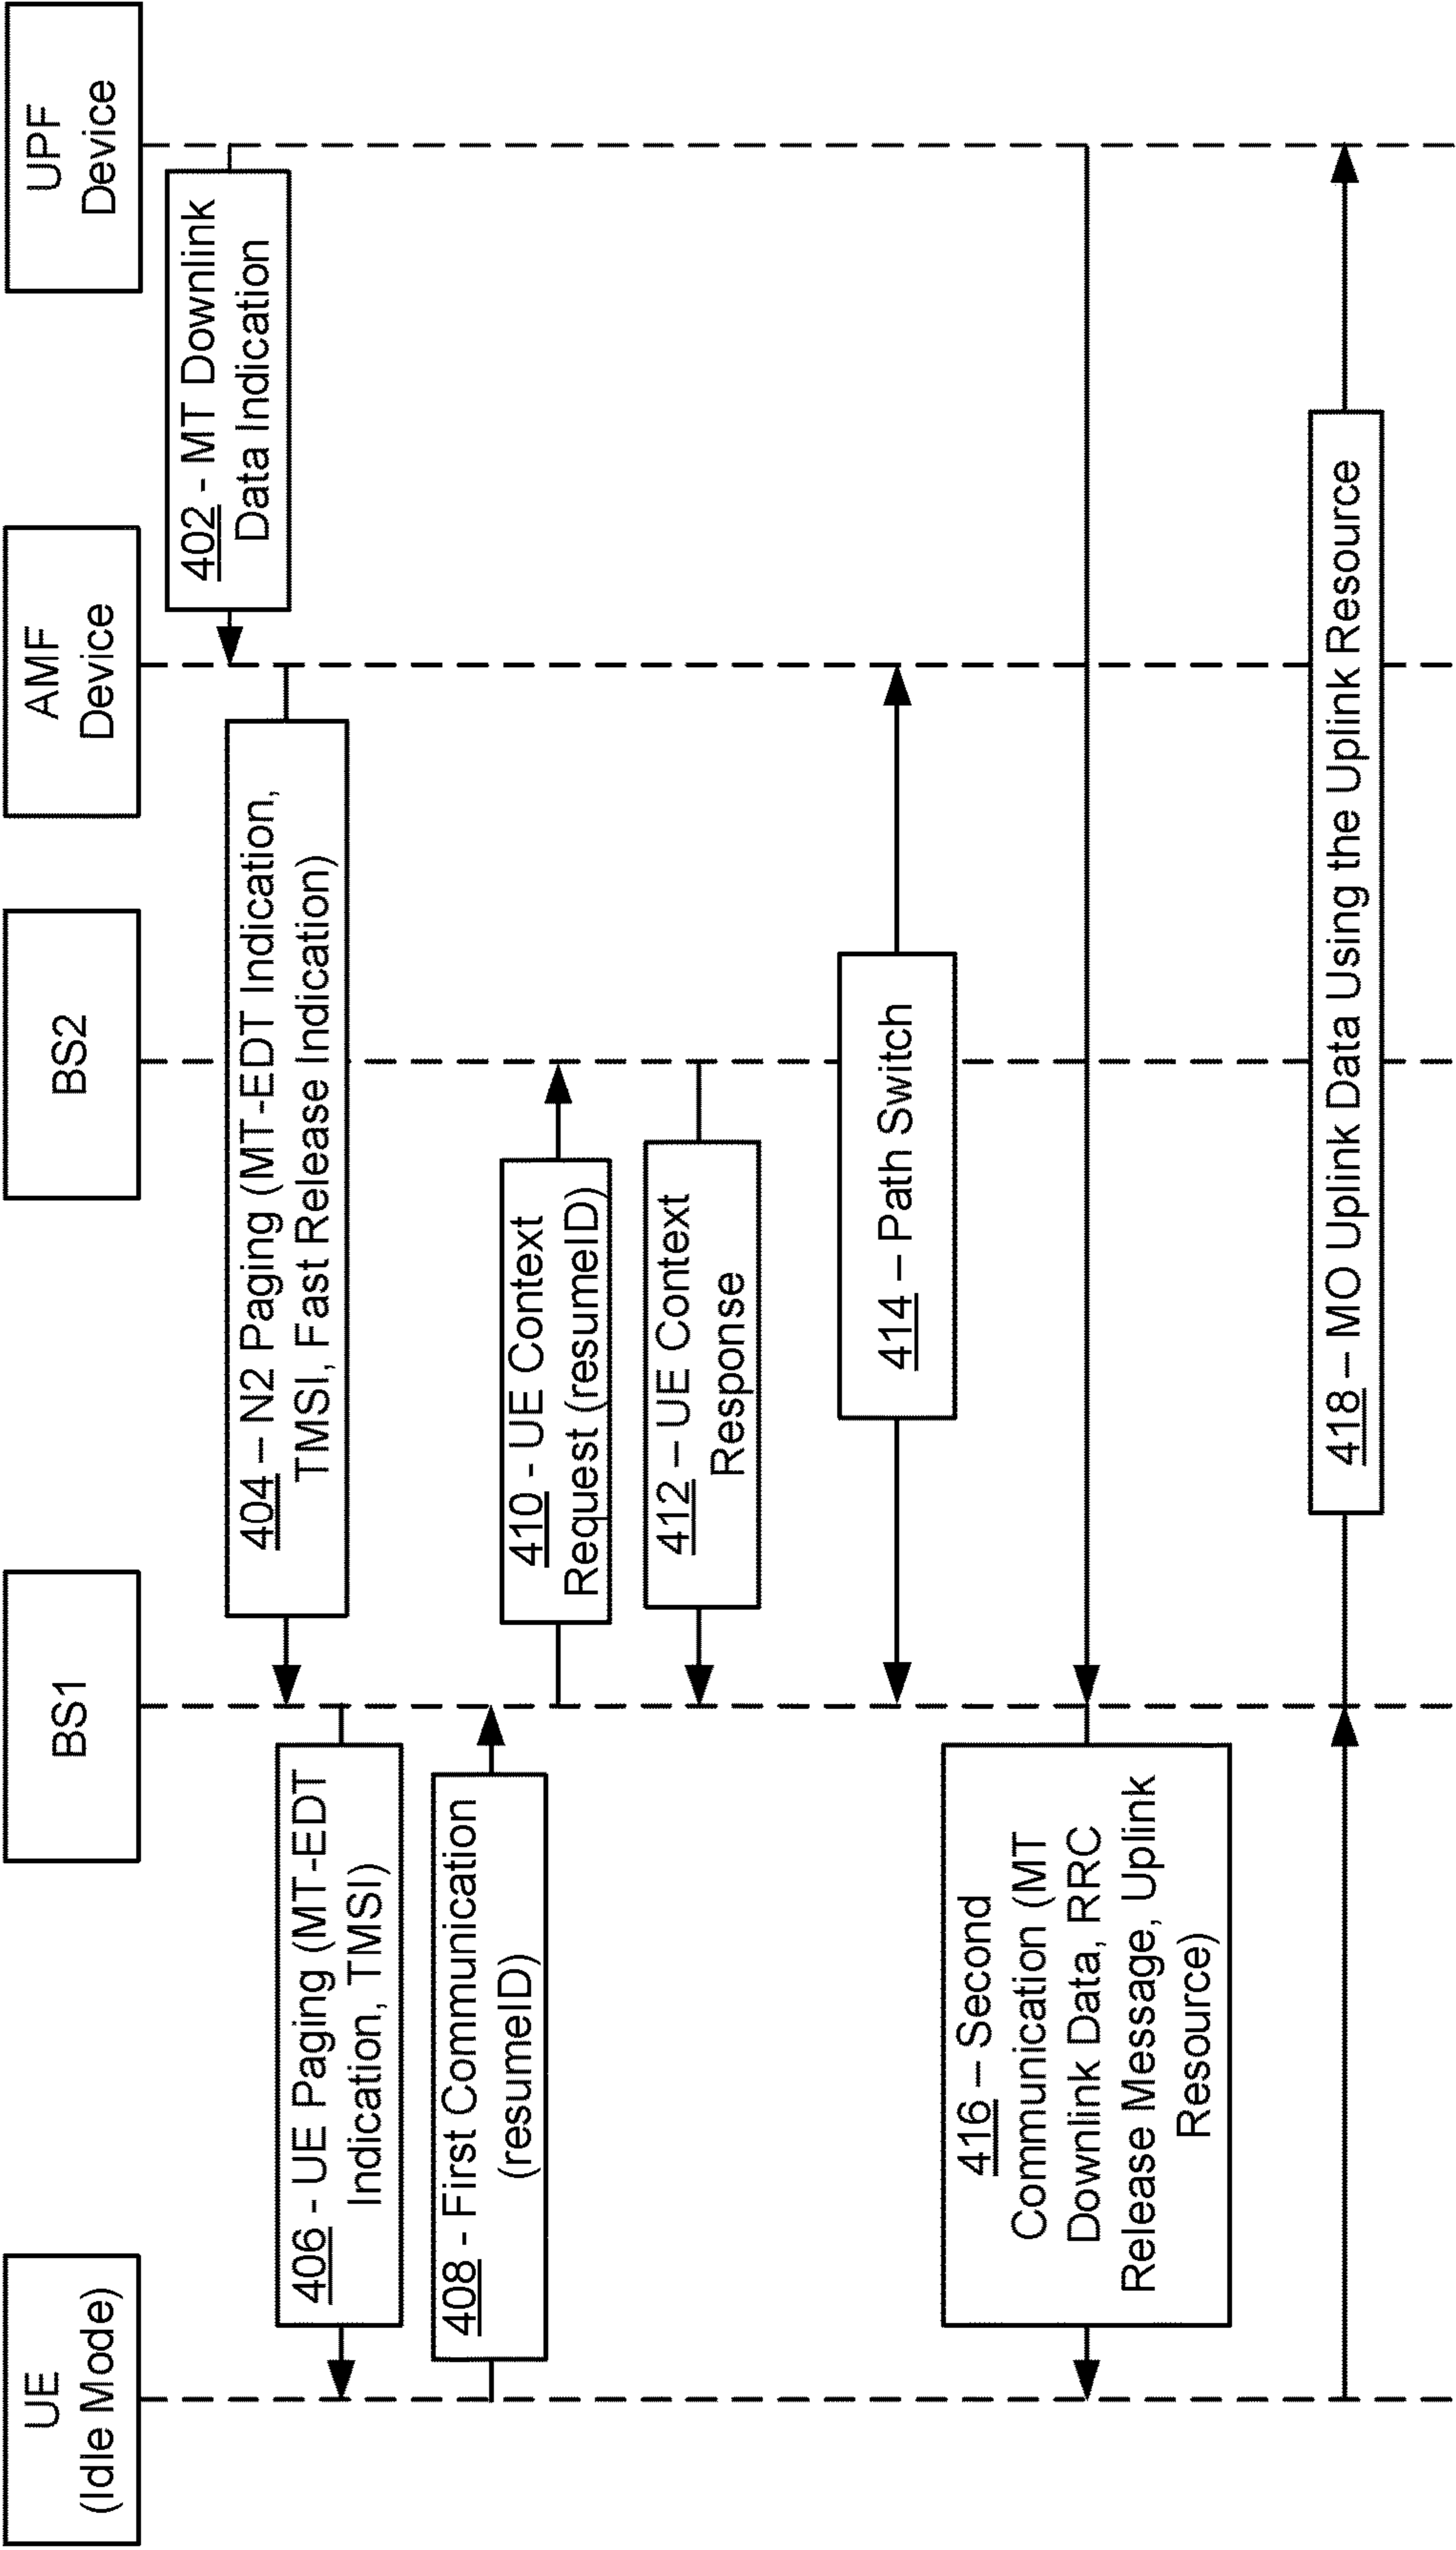 UE
(Idle Mode)
BS1
BS2
AMF
Device
UPF
Device
402 - MT Downlink
Data Indication
404 – N2 Paging (MT-EDT Indication,
TMSI, Fast Release Indication)
406 - UE Paging (MT-EDT
Indication, TMSI)
408 - First Communication
(resumeID)
410 - UE Context
Request (resumeID)
412 – UE Context
Response
414 – Path Switch
416 – Second
Communication (MT
Downlink Data, RRC
Release Message, Uplink
Resource)
418 – MO Uplink Data Using the Uplink Resource